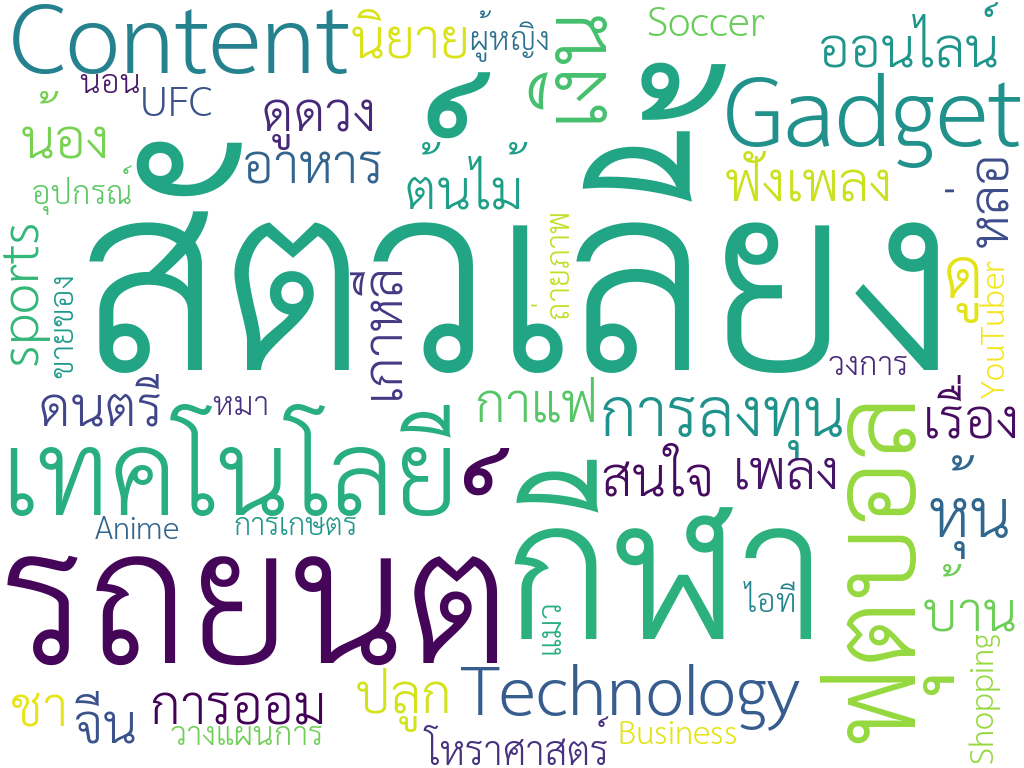 Content
นิยาย
ผู้หญิง
เงิน
Soccer
ออนไลน์
นอน
UFC
ดูดวง
Gadget
น้อง
อาหาร
ต้นไม้
ฟังเพลง
หล่อ
อุปกรณ์
สัตว์เลี้ยง
sports
ขายของ
เกาหลี
ถ่ายภาพ
ดู
YouTuber
วงการ
ดนตรี
หมา
กาแฟ
การลงทุน
ฟุตบอล
เรื่อง
เทคโนโลยี
สนใจ
เพลง
หุ้น
Anime
การเกษตร
กีฬา
รถยนต์
แมว
ไอที
บ้าน
Shopping
ชา
จีน
การออม
ปลูก
Technology
วางแผนการ
Business
โหราศาสตร์